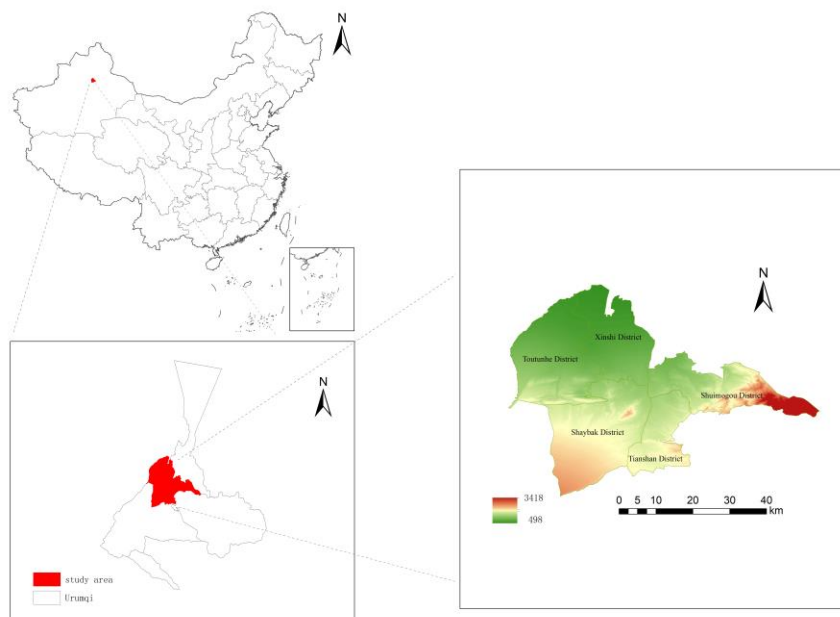 N
N
study area
Urumqi
N
Xinshi District
Toutunhe District
Shuimogou District
Shaybak District
Tianshan District
3418
498
0 5 10 20 30 40
km